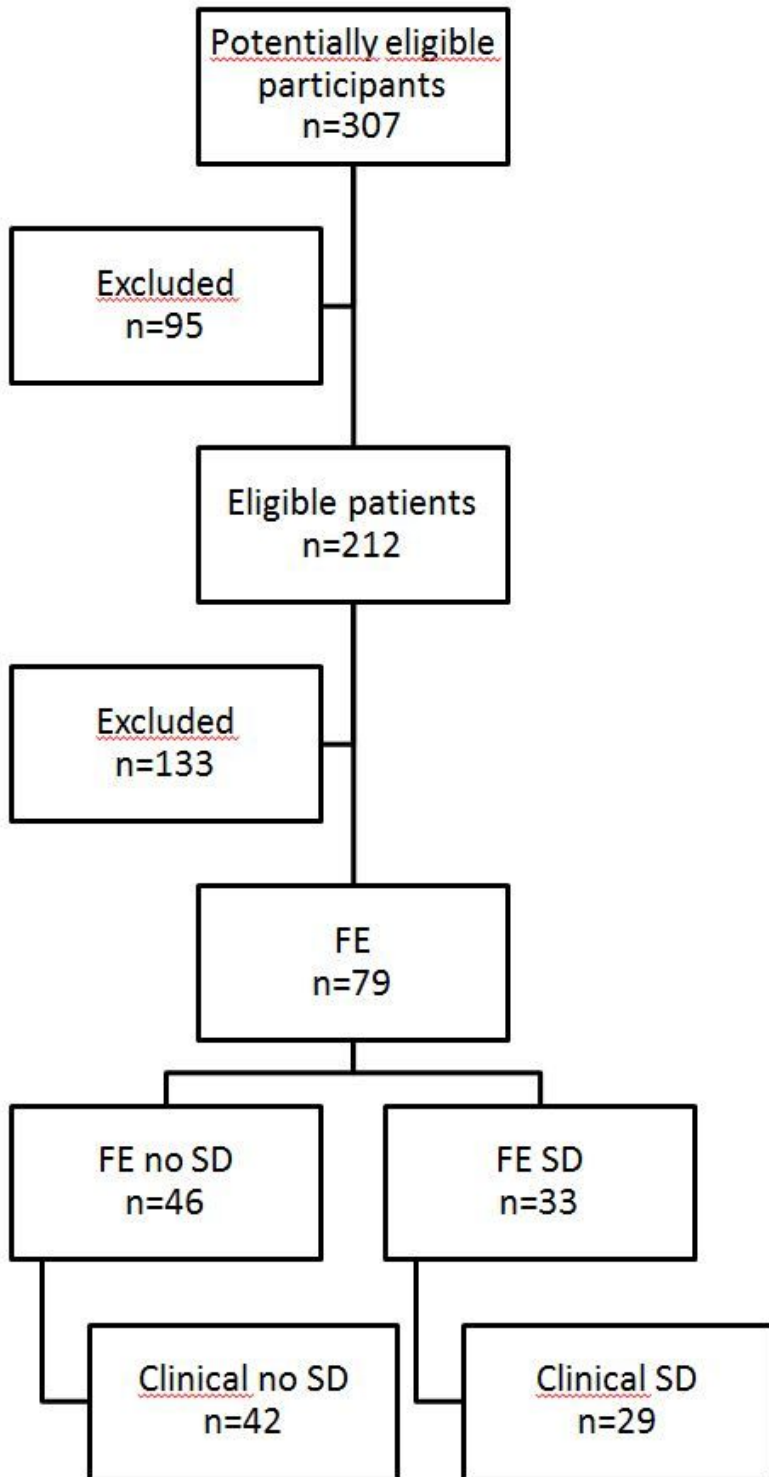 Potentially eligible
participants
n=307
Excluded
n=95
Eligible patients
n=212
Excluded
n=133
FE
n=79
FE no SD
n=46
FE SD
n=33
Clinical no SD
n=42
Clinical SD
n=29